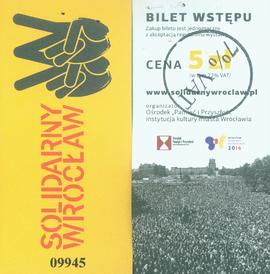 SOLIDARNY
WROCŁAW
09945
BILET WSTĘPU
Zakup biletu jest jednoznaczny
z akceptacją
CENA 5 zł
www.solidarnywroclaw.pl
organizator:
Ośrodek „Pamięć i Przyszłość”
instytucja kultury miasta Wrocławia
2016